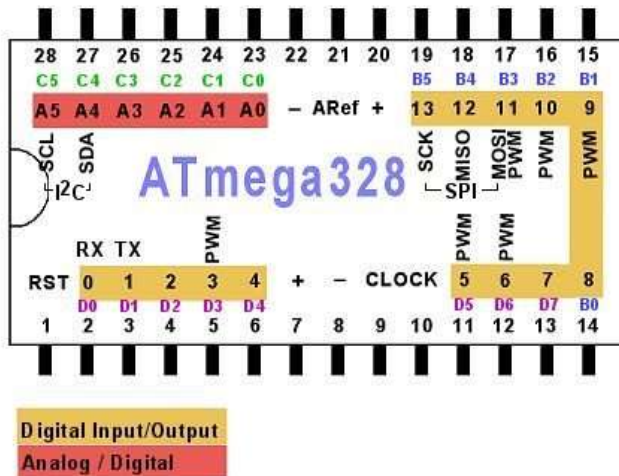 28 27 26 25 24 23 22 21 20 19 18 17 16 15
C5 C4 C3 C2 C1 C0 B5 B4 B3 B2 B1
A5 A4 A3 A2 A1 A0 – ARef + 13 12 11 10 9
SCL SDA SCK MISO MOSI PWM PWM PWM
I²C SPI
ATmega328
RX TX PWM PWM PWM
RST 0 1 2 3 4 + – CLOCK 5 6 7 8
D0 D1 D2 D3 D4 D5 D6 D7 B0
1 2 3 4 5 6 7 8 9 10 11 12 13 14
Digital Input/Output
Analog / Digital